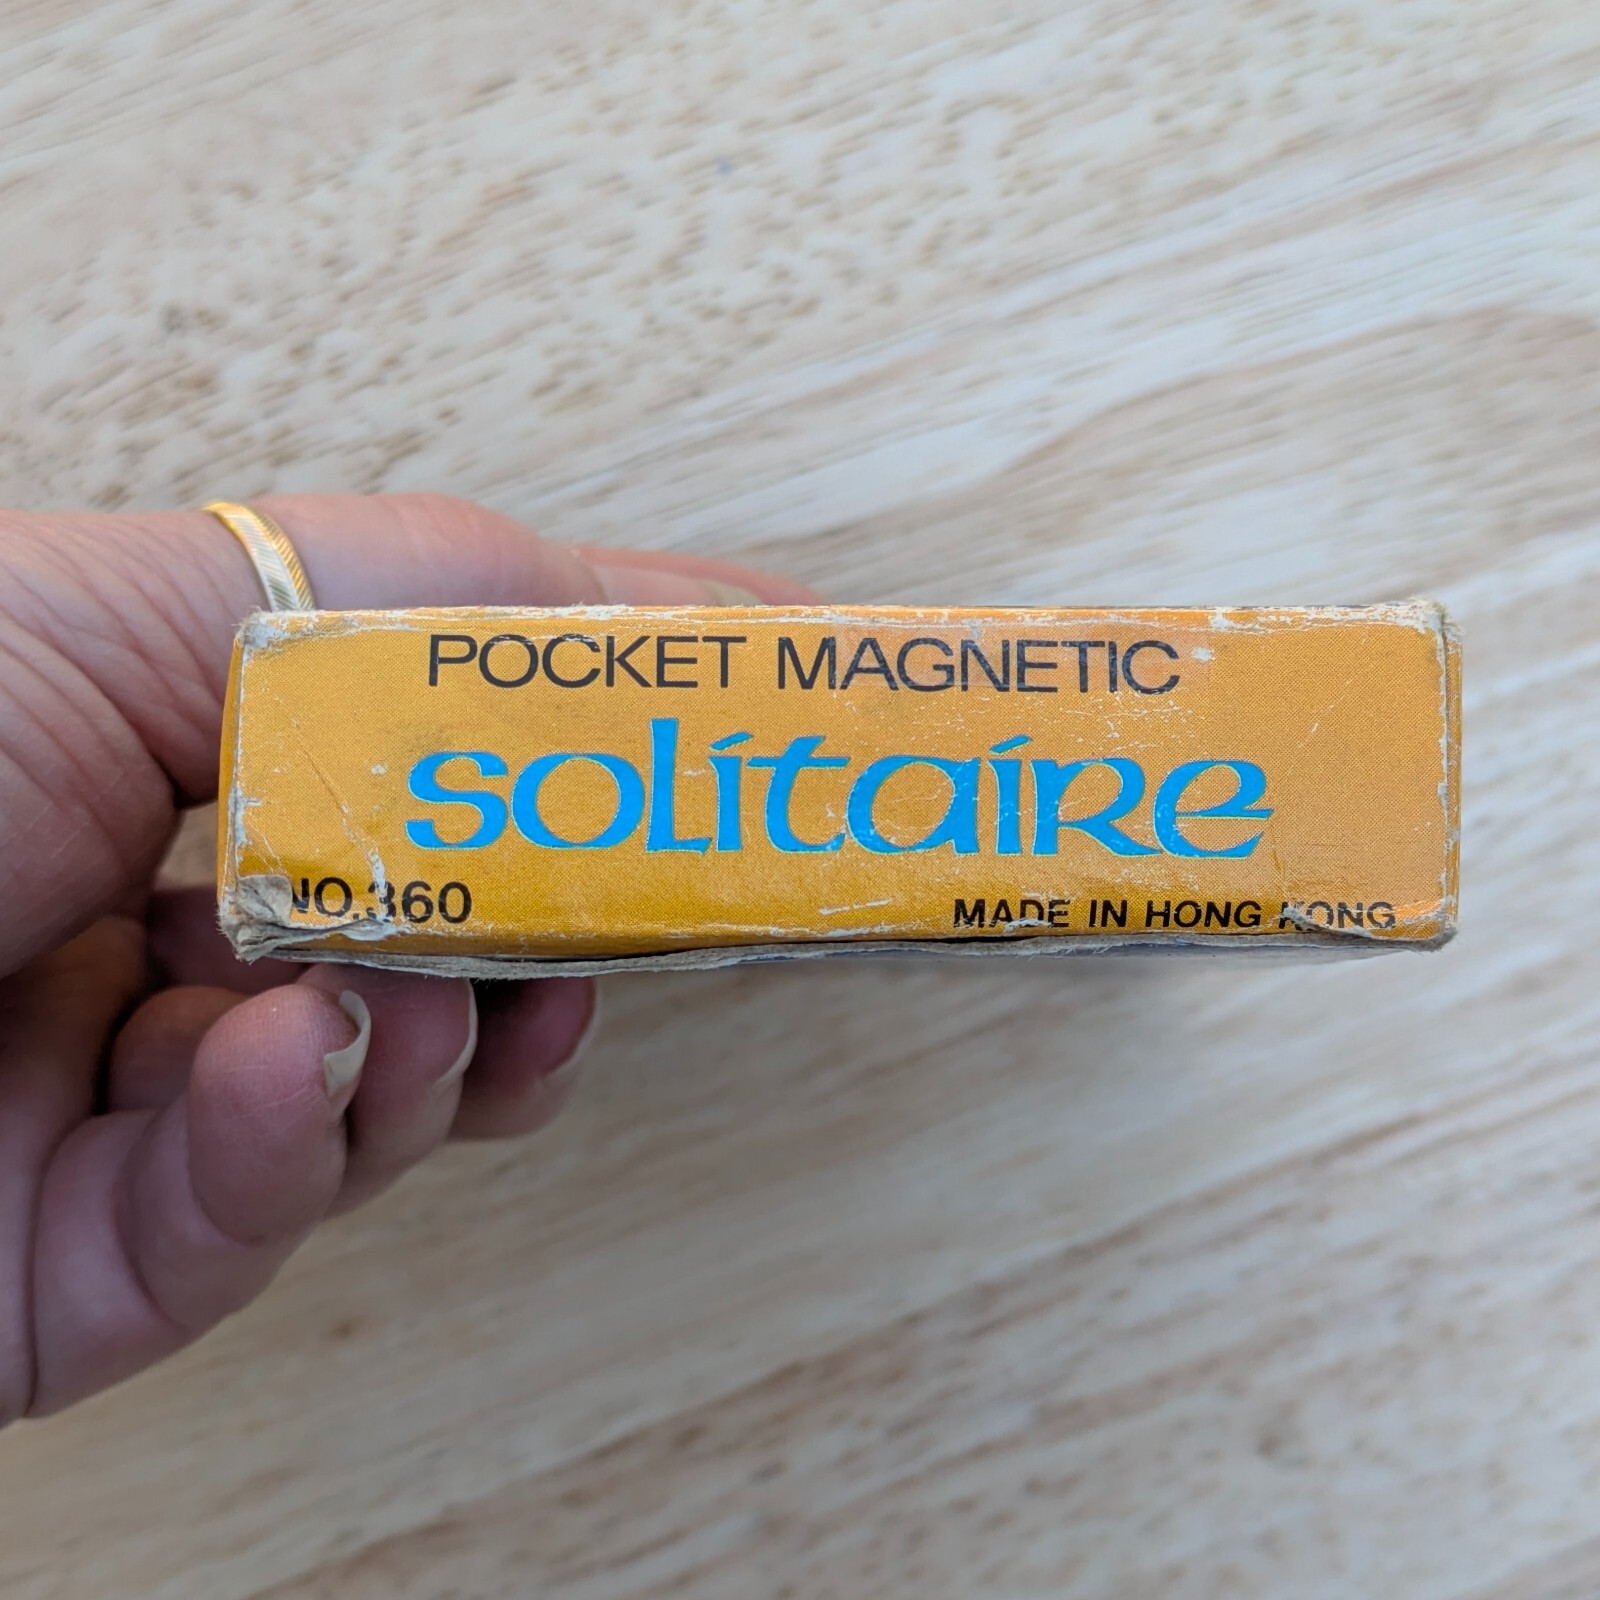 POCKET MAGNETIC
solitaire
NO.360
MADE IN HONG KONG